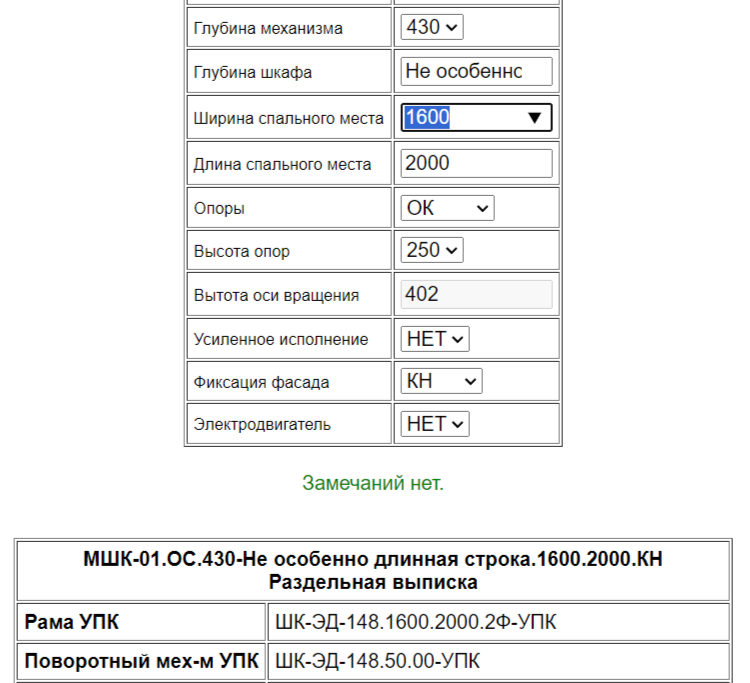 Глубина механизма 430
Глубина шкафа Не особеннс
Ширина спального места 1600
Длина спального места 2000
Опоры ОК
Высота опор 250
Вытота оси вращения 402
Усиленное исполнение НЕТ
Фиксация фасада КН
Электродвигатель НЕТ
Замечаний нет.
МШК-01.ОС.430-Не особенно длинная строка.1600.2000.КН
Раздельная выписка
Рама УПК ШК-ЭД-148.1600.2000.2Ф-УПК
Поворотный мех-м УПК ШК-ЭД-148.50.00-УПК